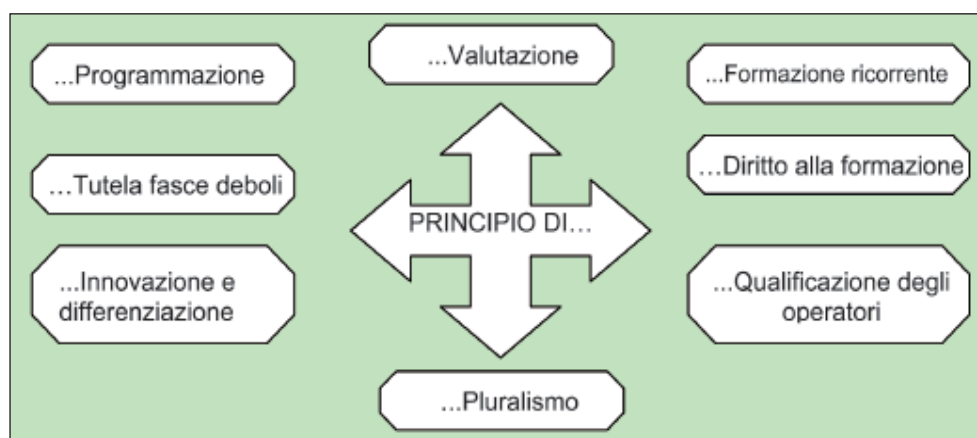 ...Programmazione
...Valutazione
...Formazione ricorrente
...Tutela fasce deboli
PRINCIPIO DI...
...Diritto alla formazione
...Innovazione e
differenziazione
...Qualificazione degli
operatori
...Pluralismo